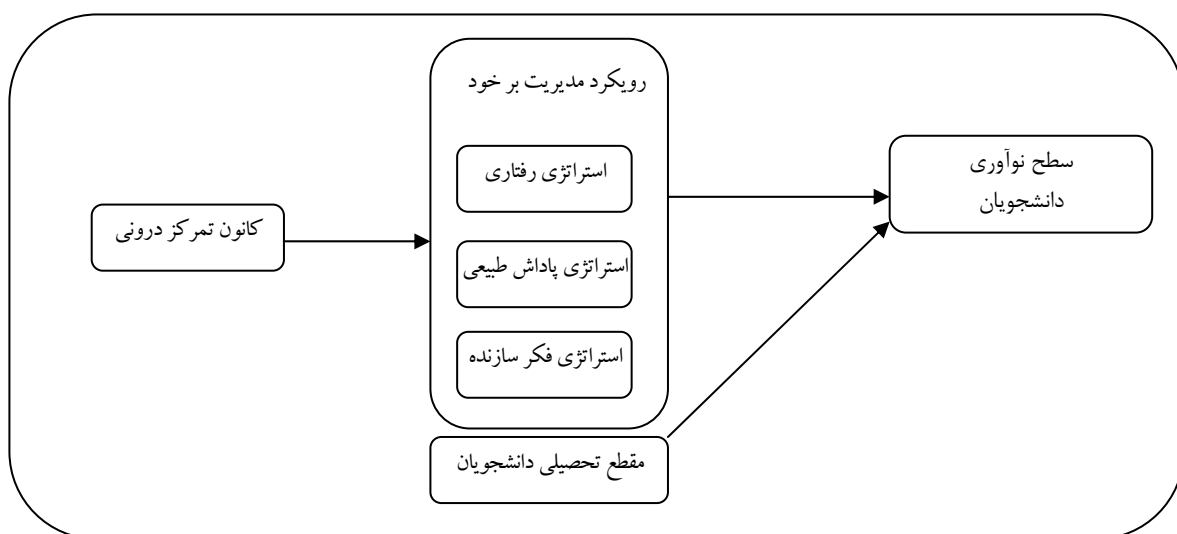 رویکرد مدیریت بر خود
استراتژی رفتاری
سطح نوآوری
دانشجویان
کانون تمرکز درونی
استراتژی پاداش طبیعی
استراتژی فکر سازنده
مقطع تحصیلی دانشجویان